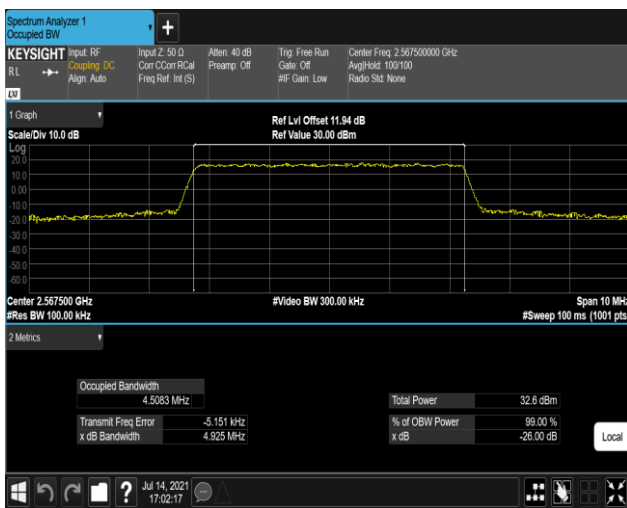 Spectrum Analyzer 1
Occupied BW
+
KEYSIGHT
RL
LXI
Input: RF
Coupling: DC
Align: Auto
Input Z: 50 Ω
Corr CCorr RCal
Freq Ref: Int (S)
Atten: 40 dB
Preamp: Off
Trig: Free Run
Gate: Off
#IF Gain: Low
Center Freq: 2.567500000 GHz
Avg|Hold: 100/100
Radio Std: None
1 Graph
Scale/Div 10.0 dB
Ref Lvl Offset 11.94 dB
Ref Value 30.00 dBm
Log
20.0
10.0
0.00
-10.0
-20.0
-30.0
-40.0
-50.0
-60.0
Center 2.567500 GHz
#Res BW 100.00 kHz
#Video BW 300.00 kHz
Span 10 MHz
#Sweep 100 ms (1001 pts
2 Metrics
Occupied Bandwidth
4.5083 MHz
Transmit Freq Error -5.151 kHz
x dB Bandwidth 4.925 MHz
Total Power 32.6 dBm
% of OBW Power 99.00 %
x dB -26.00 dB
Local
?
Jul 14, 2021
17:02:17